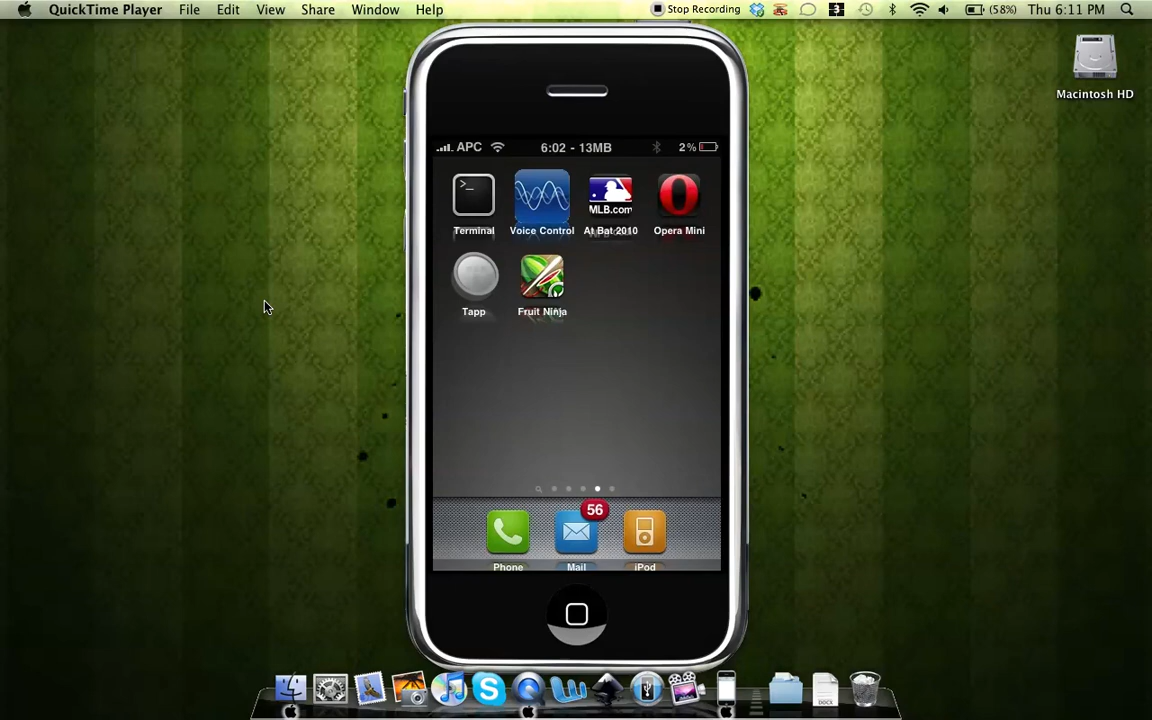 QuickTime Player File Edit View Share Window Help Stop Recording 3 (58%) Thu 6:11 PM
Macintosh HD
APC 6:02 - 13MB 2%
>_
MLB.com
Terminal Voice Control At Bat 2010 Opera Mini
Tapp Fruit Ninja
56
Phone Mail iPod
DOCX